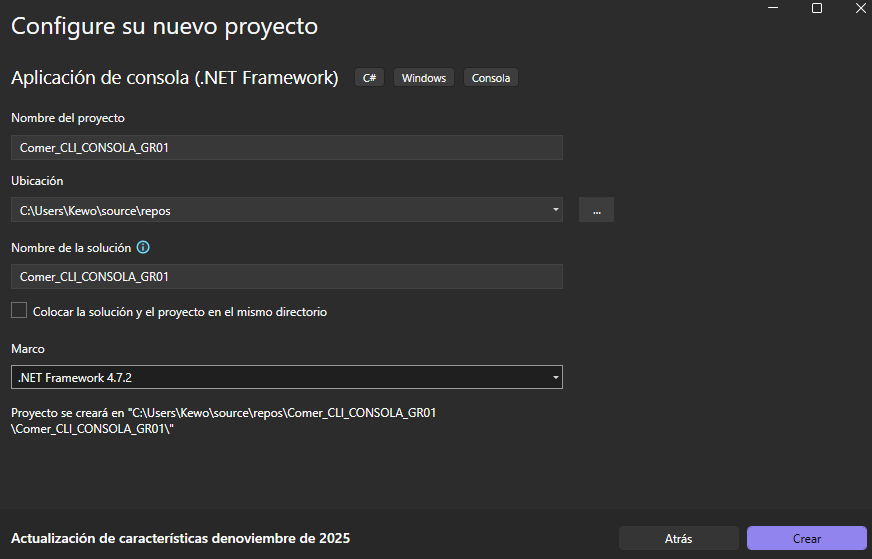 Configure su nuevo proyecto
Aplicación de consola (.NET Framework) C# Windows Consola
Nombre del proyecto
Comer_CLI_CONSOLA_GR01
Ubicación
C:\Users\Kewo\source\repos ...
Nombre de la solución
Comer_CLI_CONSOLA_GR01
Colocar la solución y el proyecto en el mismo directorio
Marco
.NET Framework 4.7.2
Proyecto se creará en "C:\Users\Kewo\source\repos\Comer_CLI_CONSOLA_GR01
\Comer_CLI_CONSOLA_GR01\"
Actualización de características denoviembre de 2025 Atrás Crear